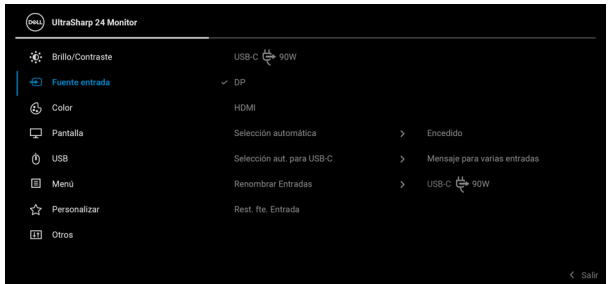 DELL UltraSharp 24 Monitor
Brillo/Contraste USB-C 90W
Fuente entrada DP
Color HDMI
Pantalla Selección automática Encedido
USB Selección aut. para USB-C Mensaje para varias entradas
Menú Renombrar Entradas USB-C 90W
Personalizar Rest. fte. Entrada
Otros
Salir